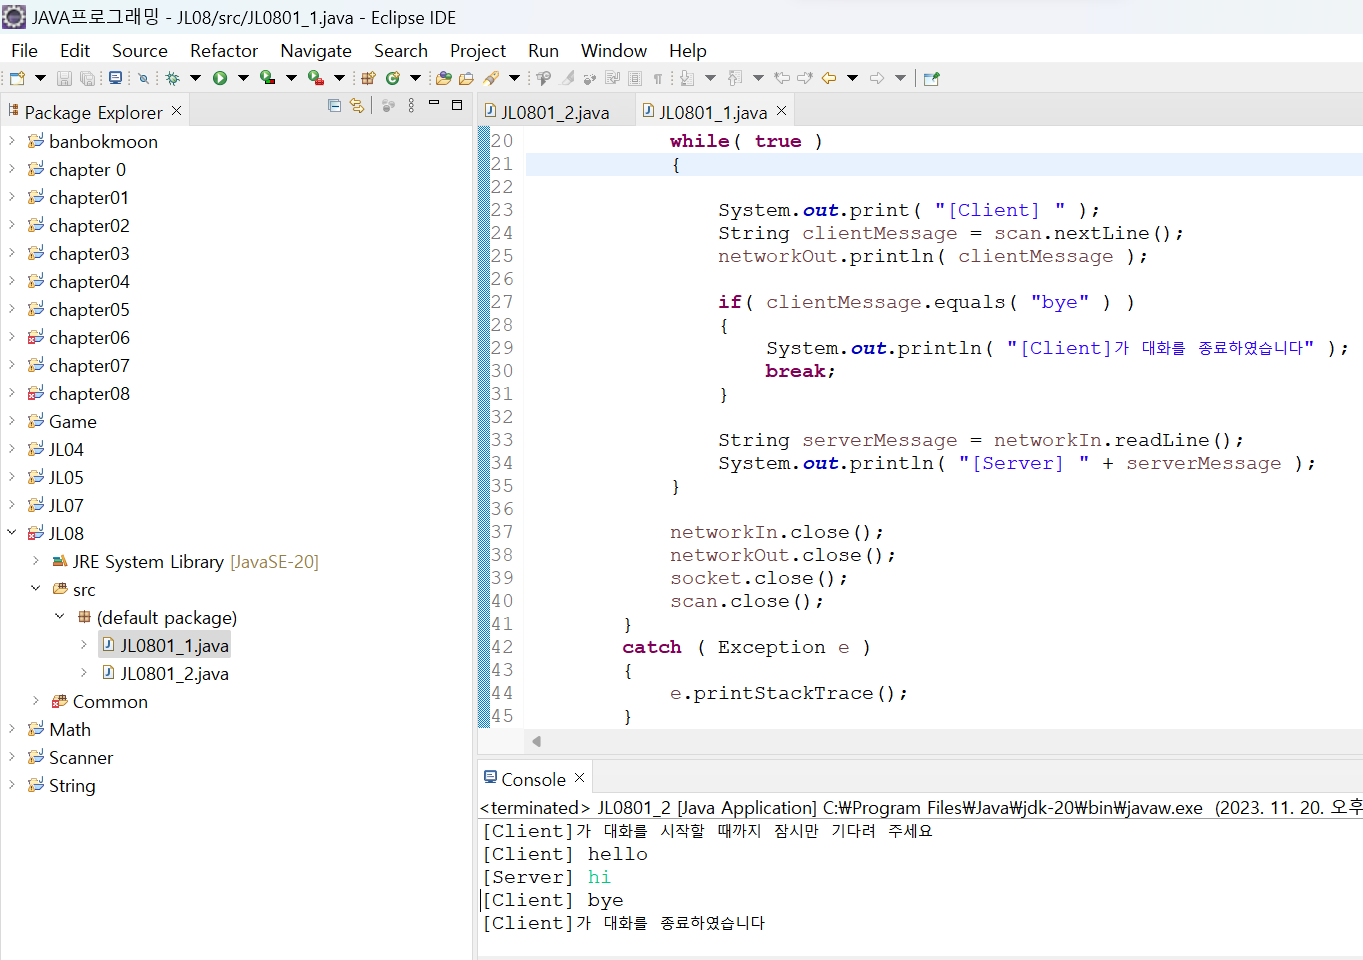 JAVA프로그래밍 - JL08/src/JL0801_1.java - Eclipse IDE
File Edit Source Refactor Navigate Search Project Run Window Help
Package Explorer
banbokmoon
chapter 0
chapter01
chapter02
chapter03
chapter04
chapter05
chapter06
chapter07
chapter08
Game
JL04
JL05
JL07
JL08
JRE System Library [JavaSE-20]
src
(default package)
JL0801_1.java
JL0801_2.java
Common
Math
Scanner
String
JL0801_2.java JL0801_1.java
20 while( true )
21 {
22
23 System.out.print( "[Client] " );
24 String clientMessage = scan.nextLine();
25 networkOut.println( clientMessage );
26
27 if( clientMessage.equals( "bye" ) )
28 {
29 System.out.println( "[Client]가 대화를 종료하였습니다" );
30 break;
31 }
32
33 String serverMessage = networkIn.readLine();
34 System.out.println( "[Server] " + serverMessage );
35 }
36
37 networkIn.close();
38 networkOut.close();
39 socket.close();
40 scan.close();
41 }
42 catch ( Exception e )
43 {
44 e.printStackTrace();
45 }
Console
<terminated> JL0801_2 [Java Application] C:₩Program Files₩Java₩jdk-20₩bin₩javaw.exe (2023. 11. 20. 오후
[Client]가 대화를 시작할 때까지 잠시만 기다려 주세요
[Client] hello
[Server] hi
[Client] bye
[Client]가 대화를 종료하였습니다